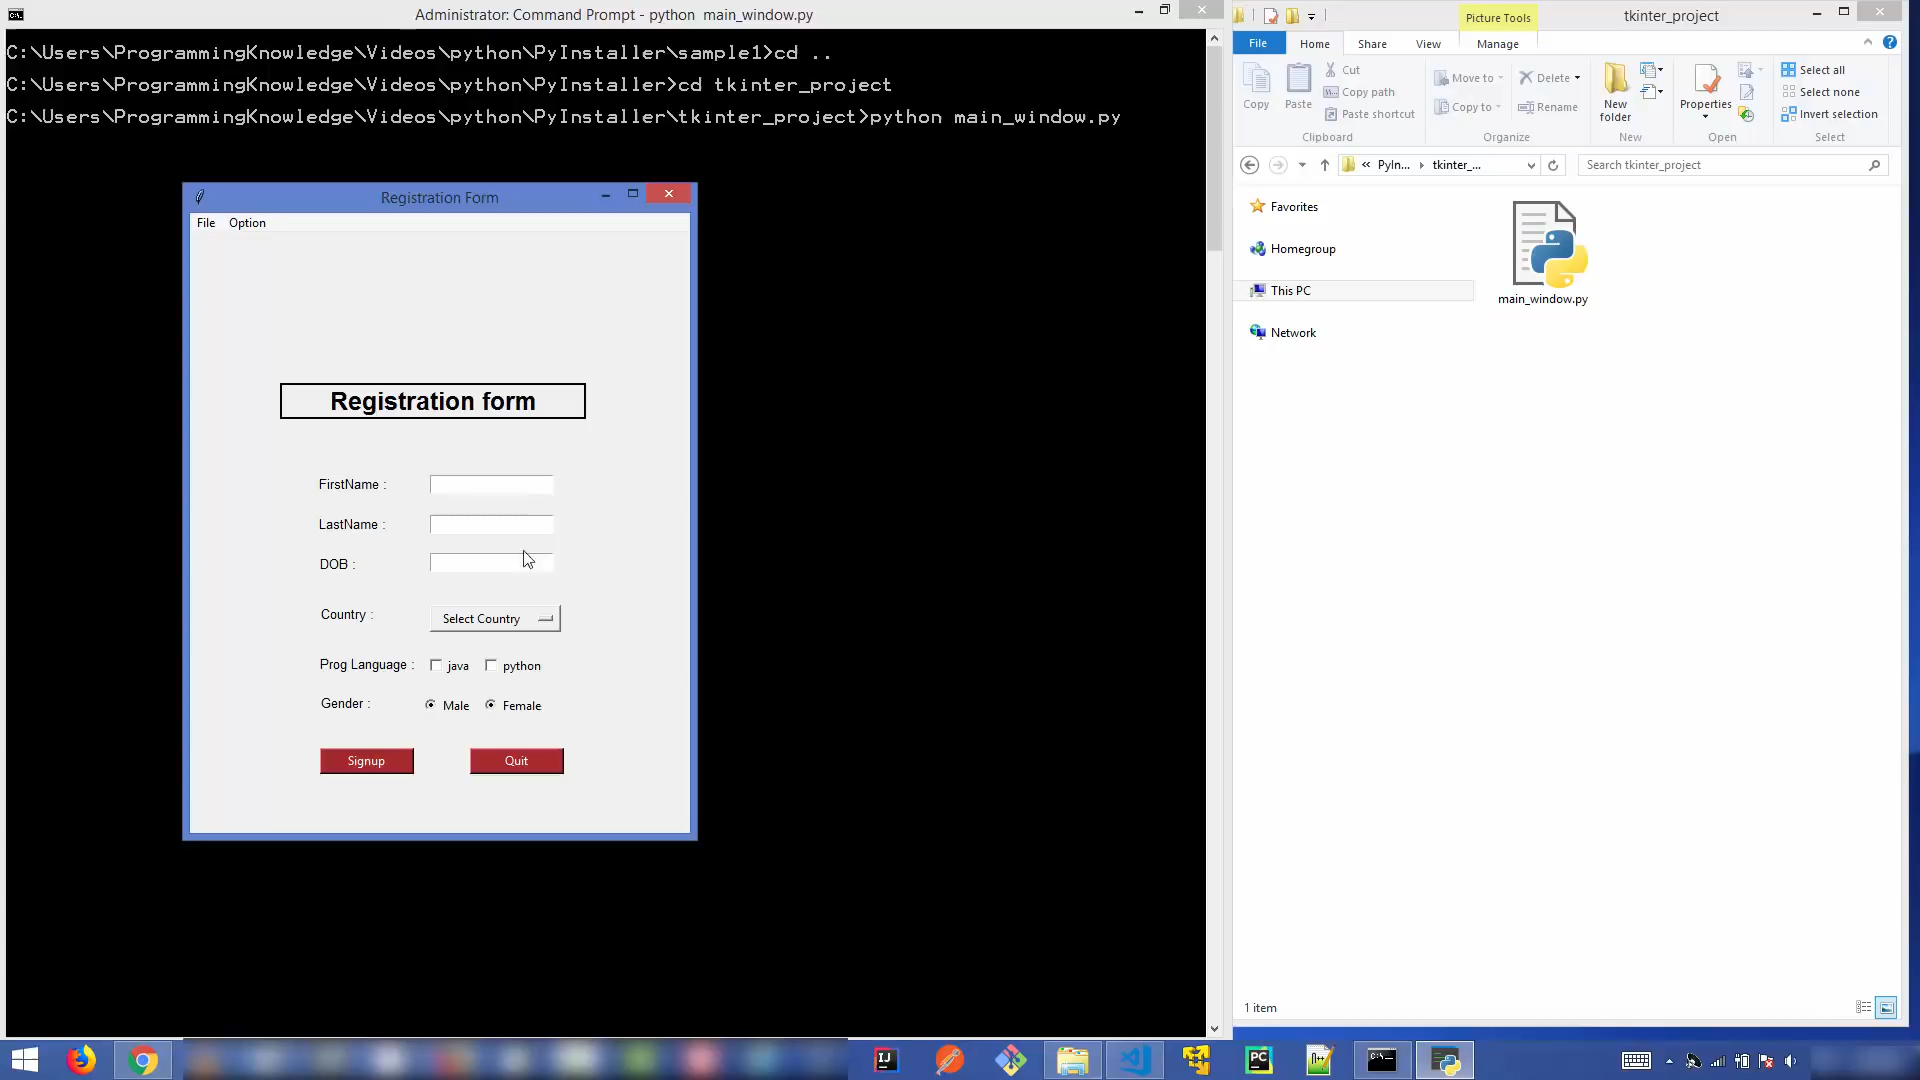 Administrator: Command Prompt - python  main_window.py
C:\Users\ProgrammingKnowledge\Videos\python\PyInstaller\sample1>cd ..
C:\Users\ProgrammingKnowledge\Videos\python\PyInstaller>cd tkinter_project
C:\Users\ProgrammingKnowledge\Videos\python\PyInstaller\tkinter_project>python main_window.py
Registration Form
File Option
Registration form
FirstName :
LastName :
DOB :
Country : Select Country
Prog Language : java python
Gender : Male Female
Signup Quit
Picture Tools tkinter_project
File Home Share View Manage
Copy
Paste
Cut
Copy path
Paste shortcut
Clipboard
Move to
Copy to
Delete
Rename
Organize
New folder
New
Properties
Open
Select all
Select none
Invert selection
Select
« PyIn... tkinter_... Search tkinter_project
Favorites
Homegroup
This PC
Network
main_window.py
1 item
IJ
PC